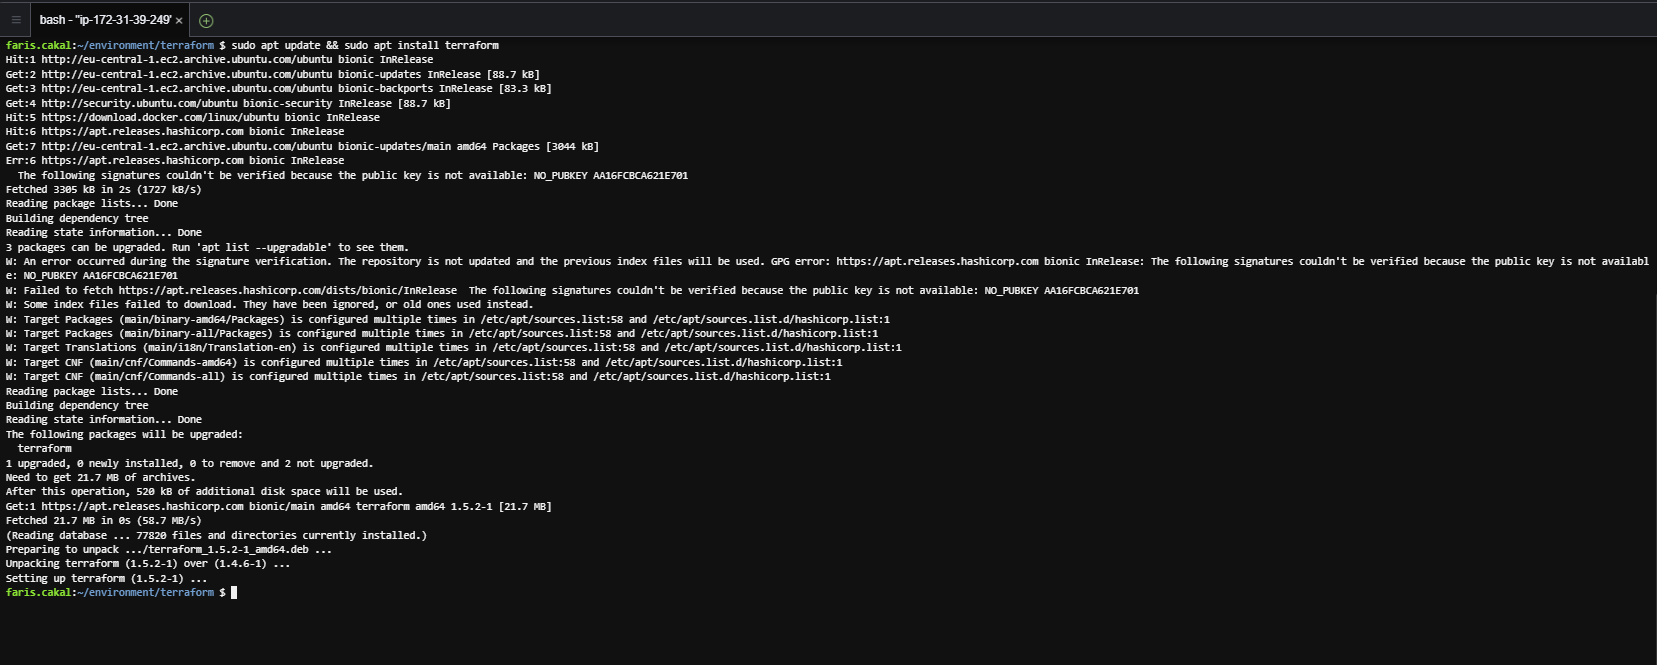 bash - "ip-172-31-39-249'
faris.cakal:~/environment/terraform $ sudo apt update && sudo apt install terraform
Hit:1 http://eu-central-1.ec2.archive.ubuntu.com/ubuntu bionic InRelease
Get:2 http://eu-central-1.ec2.archive.ubuntu.com/ubuntu bionic-updates InRelease [88.7 kB]
Get:3 http://eu-central-1.ec2.archive.ubuntu.com/ubuntu bionic-backports InRelease [83.3 kB]
Get:4 http://security.ubuntu.com/ubuntu bionic-security InRelease [88.7 kB]
Hit:5 https://download.docker.com/linux/ubuntu bionic InRelease
Hit:6 https://apt.releases.hashicorp.com bionic InRelease
Get:7 http://eu-central-1.ec2.archive.ubuntu.com/ubuntu bionic-updates/main amd64 Packages [3044 kB]
Err:6 https://apt.releases.hashicorp.com bionic InRelease
  The following signatures couldn't be verified because the public key is not available: NO_PUBKEY AA16FCBCA621E701
Fetched 3305 kB in 2s (1727 kB/s)
Reading package lists... Done
Building dependency tree
Reading state information... Done
3 packages can be upgraded. Run 'apt list --upgradable' to see them.
W: An error occurred during the signature verification. The repository is not updated and the previous index files will be used. GPG error: https://apt.releases.hashicorp.com bionic InRelease: The following signatures couldn't be verified because the public key is not availabl
e: NO_PUBKEY AA16FCBCA621E701
W: Failed to fetch https://apt.releases.hashicorp.com/dists/bionic/InRelease  The following signatures couldn't be verified because the public key is not available: NO_PUBKEY AA16FCBCA621E701
W: Some index files failed to download. They have been ignored, or old ones used instead.
W: Target Packages (main/binary-amd64/Packages) is configured multiple times in /etc/apt/sources.list:58 and /etc/apt/sources.list.d/hashicorp.list:1
W: Target Packages (main/binary-all/Packages) is configured multiple times in /etc/apt/sources.list:58 and /etc/apt/sources.list.d/hashicorp.list:1
W: Target Translations (main/i18n/Translation-en) is configured multiple times in /etc/apt/sources.list:58 and /etc/apt/sources.list.d/hashicorp.list:1
W: Target CNF (main/cnf/Commands-amd64) is configured multiple times in /etc/apt/sources.list:58 and /etc/apt/sources.list.d/hashicorp.list:1
W: Target CNF (main/cnf/Commands-all) is configured multiple times in /etc/apt/sources.list:58 and /etc/apt/sources.list.d/hashicorp.list:1
Reading package lists... Done
Building dependency tree
Reading state information... Done
The following packages will be upgraded:
  terraform
1 upgraded, 0 newly installed, 0 to remove and 2 not upgraded.
Need to get 21.7 MB of archives.
After this operation, 520 kB of additional disk space will be used.
Get:1 https://apt.releases.hashicorp.com bionic/main amd64 terraform amd64 1.5.2-1 [21.7 MB]
Fetched 21.7 MB in 0s (58.7 MB/s)
(Reading database ... 77820 files and directories currently installed.)
Preparing to unpack .../terraform_1.5.2-1_amd64.deb ...
Unpacking terraform (1.5.2-1) over (1.4.6-1) ...
Setting up terraform (1.5.2-1) ...
faris.cakal:~/environment/terraform $